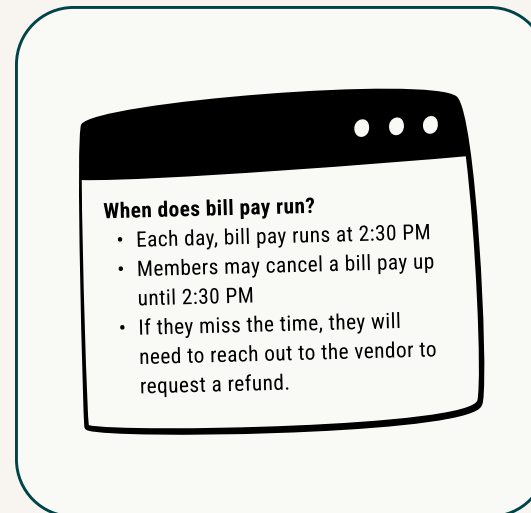 When does bill pay run?
• Each day, bill pay runs at 2:30 PM
• Members may cancel a bill pay up
until 2:30 PM
• If they miss the time, they will
need to reach out to the vendor to
request a refund.